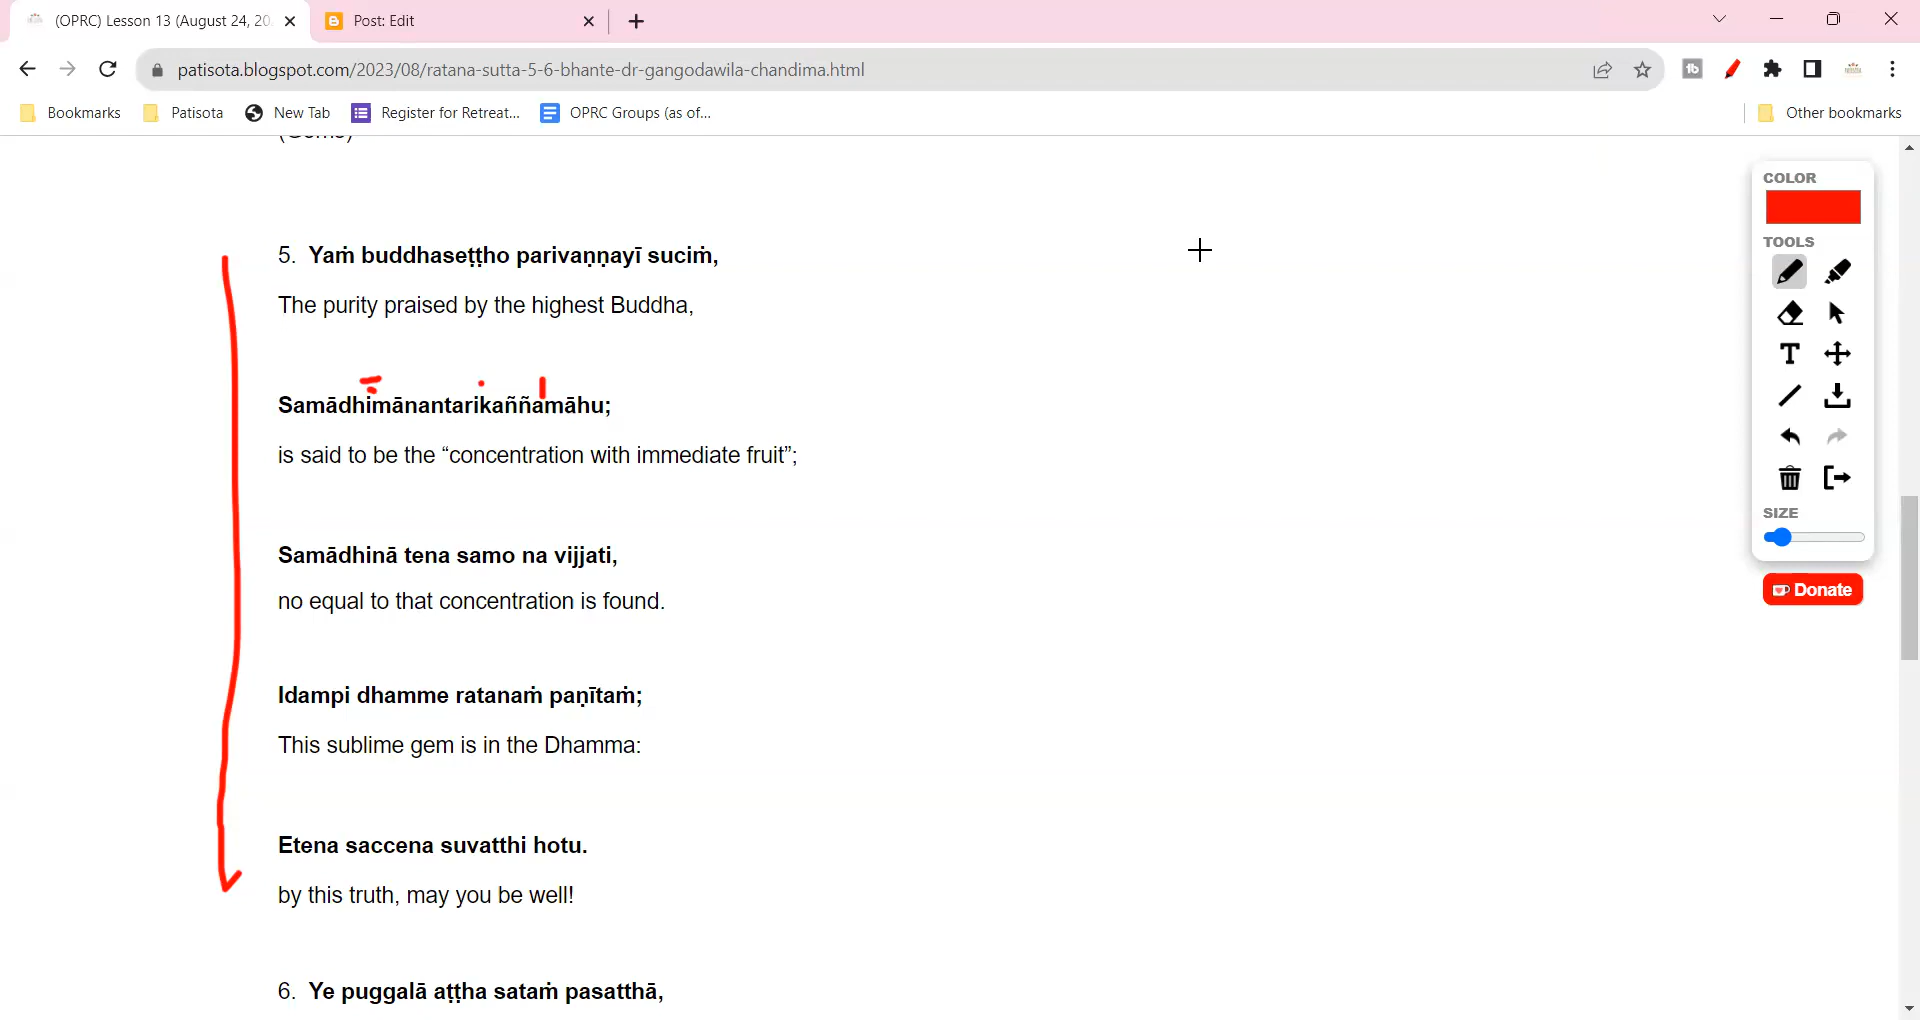 (OPRC) Lesson 13 (August 24, 20
Post: Edit
patisota.blogspot.com/2023/08/ratana-sutta-5-6-bhante-dr-gangodawila-chandima.html
Bookmarks
Patisota
New Tab
Register for Retreat...
OPRC Groups (as of...
Other bookmarks
5. Yaṁ buddhaseṭṭho parivaṇṇayī suciṁ,
The purity praised by the highest Buddha,
Samādhimānantarikaññamāhu;
is said to be the “concentration with immediate fruit”;
Samādhinā tena samo na vijjati,
no equal to that concentration is found.
Idampi dhamme ratanaṁ paṇītaṁ;
This sublime gem is in the Dhamma:
Etena saccena suvatthi hotu.
by this truth, may you be well!
6. Ye puggalā aṭṭha sataṁ pasatthā,
COLOR
TOOLS
T
SIZE
Donate